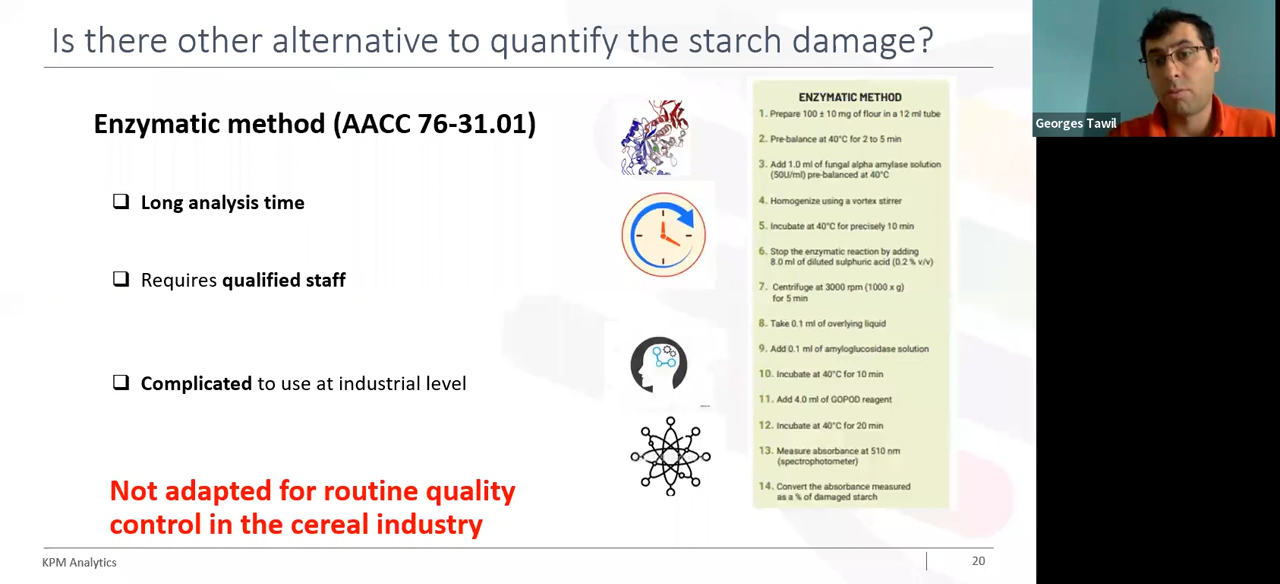 Is there other alternative to quantify the starch damage?
Enzymatic method (AACC 76-31.01)
Long analysis time
Requires qualified staff
Complicated to use at industrial level
Not adapted for routine quality
control in the cereal industry
ENZYMATIC METHOD
1. Prepare 100 ± 10 mg of flour in a 12 ml tube
2. Pre-balance at 40°C for 2 to 5 min
3. Add 1.0 ml of fungal alpha amylase solution
(50U/ml) pre-balanced at 40°C
4. Homogenize using a vortex stirrer
5. Incubate at 40°C for precisely 10 min
6. Stop the enzymatic reaction by adding
8.0 ml of diluted sulphuric acid (0.2 % v/v)
7. Centrifuge at 3000 rpm (1000 x g)
for 5 min
8. Take 0.1 ml of overlying liquid
9. Add 0.1 ml of amyloglucosidase solution
10. Incubate at 40°C for 10 min
11. Add 4.0 ml of GOPOD reagent
12. Incubate at 40°C for 20 min
13. Measure absorbance at 510 nm
(spectrophotometer)
14. Convert the absorbance measured
as a % of damaged starch
Georges Tawil
KPM Analytics
20